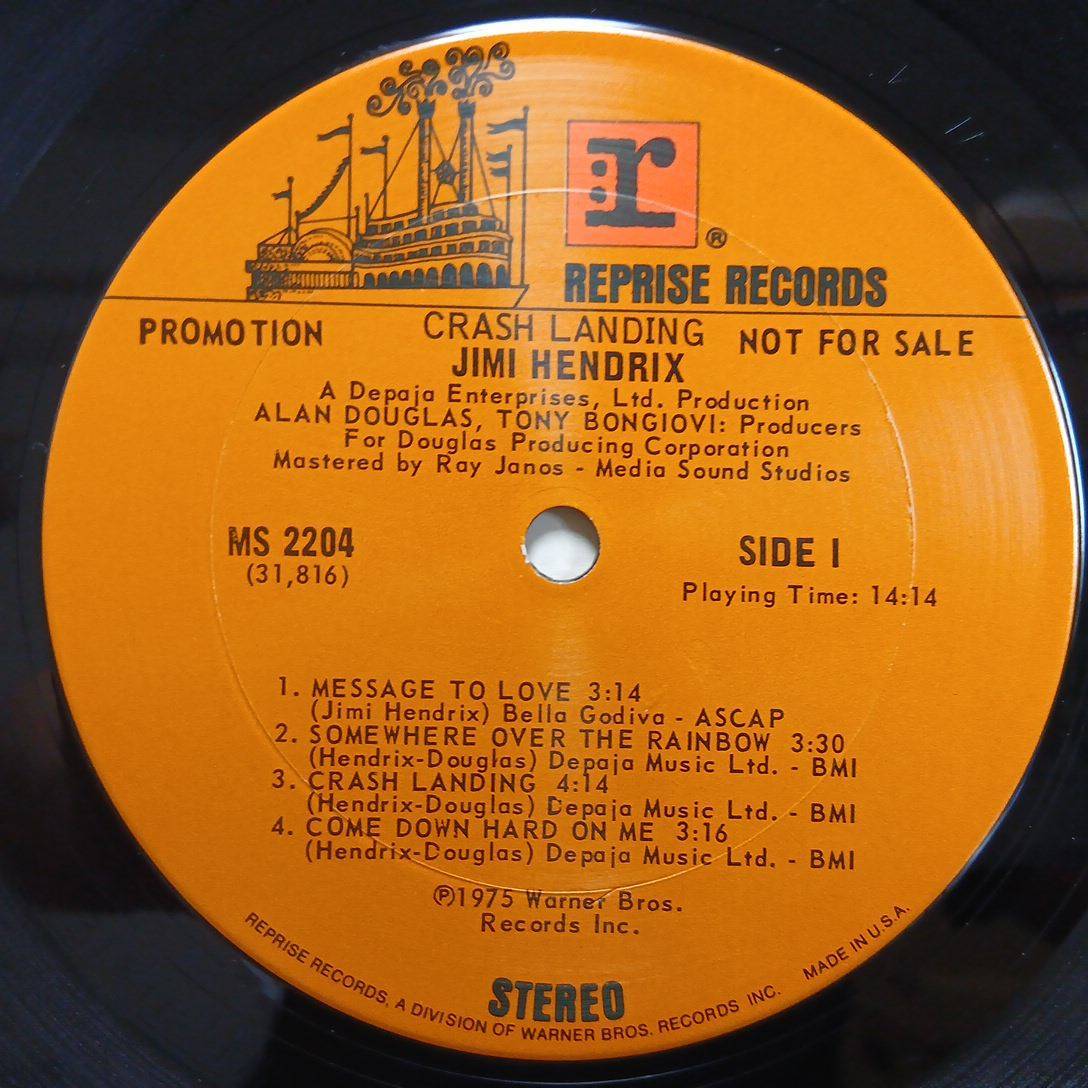 r
®
REPRISE RECORDS
PROMOTION
CRASH LANDING
NOT FOR SALE
JIMI HENDRIX
A Depaja Enterprises, Ltd. Production
ALAN DOUGLAS, TONY BONGIOVI: Producers
For Douglas Producing Corporation
Mastered by Ray Janos - Media Sound Studios
MS 2204
(31,816)
SIDE I
Playing Time: 14:14
1. MESSAGE TO LOVE 3:14
(Jimi Hendrix) Bella Godiva - ASCAP
2. SOMEWHERE OVER THE RAINBOW 3:30
(Hendrix-Douglas) Depaja Music Ltd. - BMI
3. CRASH LANDING 4:14
(Hendrix-Douglas) Depaja Music Ltd. - BMI
4. COME DOWN HARD ON ME 3:16
(Hendrix-Douglas) Depaja Music Ltd. - BMI
℗1975 Warner Bros.
Records Inc.
STEREO
REPRISE RECORDS, A DIVISION OF WARNER BROS. RECORDS INC. MADE IN U.S.A.